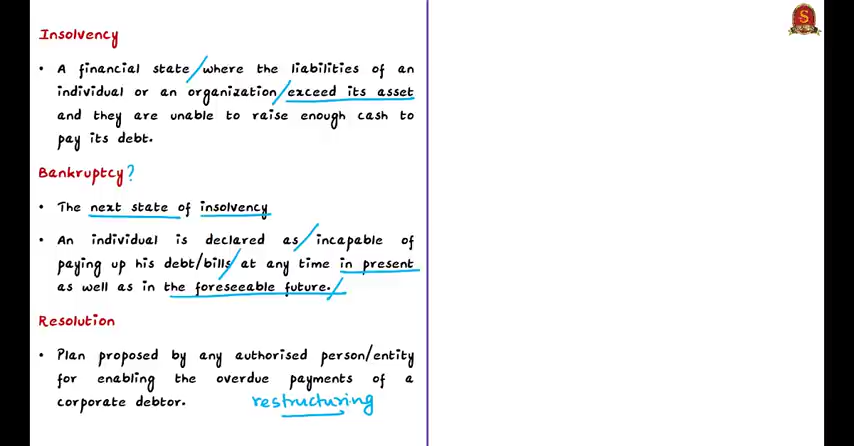 Insolvency
• A financial state where the liabilities of an
individual or an organization exceed its asset
and they are unable to raise enough cash to
pay its debt.
Bankruptcy?
• The next state of insolvency
• An individual is declared as incapable of
paying up his debt/bills at any time in present
as well as in the foreseeable future.
Resolution
• Plan proposed by any authorised person/entity
for enabling the overdue payments of a
corporate debtor. restructuring
S